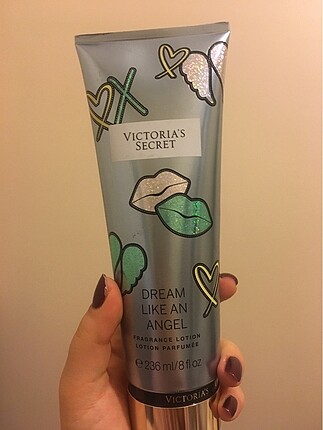 VICTORIA'S
SECRET
DREAM
LIKE AN
ANGEL
FRAGRANCE LOTION
LOTION PARFUMÉE
℮ 236 ml/8 fl oz
VICTORIA'S